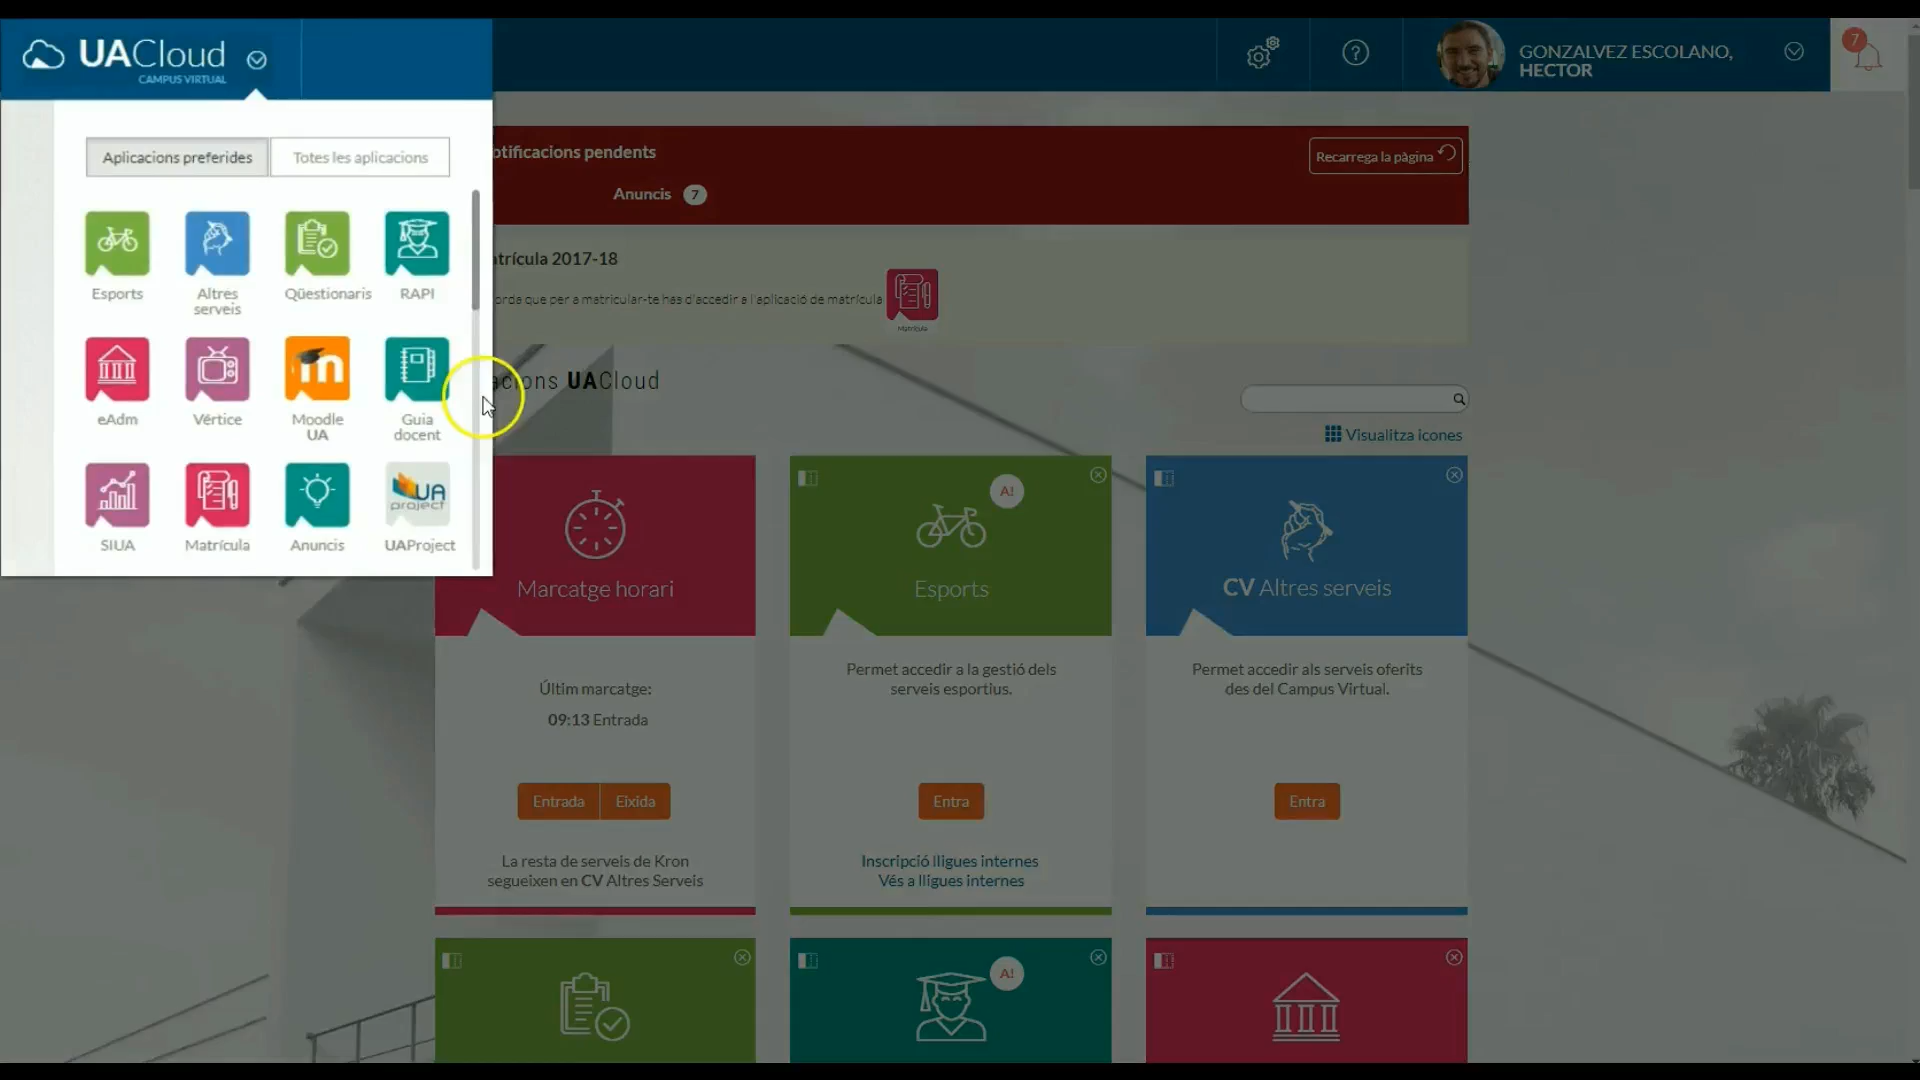 UACloud
CAMPUS VIRTUAL
GONZALVEZ ESCOLANO,
HECTOR
7
Aplicacions preferides
Totes les aplicacions
Esports
Altres
serveis
Qüestionaris
RAPI
eAdm
Vértice
Moodle
UA
Guia
docent
SIUA
Matrícula
Anuncis
UA
project
UAProject
otificacions pendents
Recarrega la pàgina
Anuncis 7
atrícula 2017-18
orda que per a matricular-te has d'accedir a l'aplicació de matrícula
Matrícula
acions UACloud
Visualitza icones
Marcatge horari
Últim marcatge:
09:13 Entrada
Entrada
Eixida
La resta de serveis de Kron
segueixen en CV Altres Serveis
A!
Esports
Permet accedir a la gestió dels
serveis esportius.
Entra
Inscripció lligues internes
Vés a lligues internes
CV Altres serveis
Permet accedir als serveis oferits
des del Campus Virtual.
Entra
A!